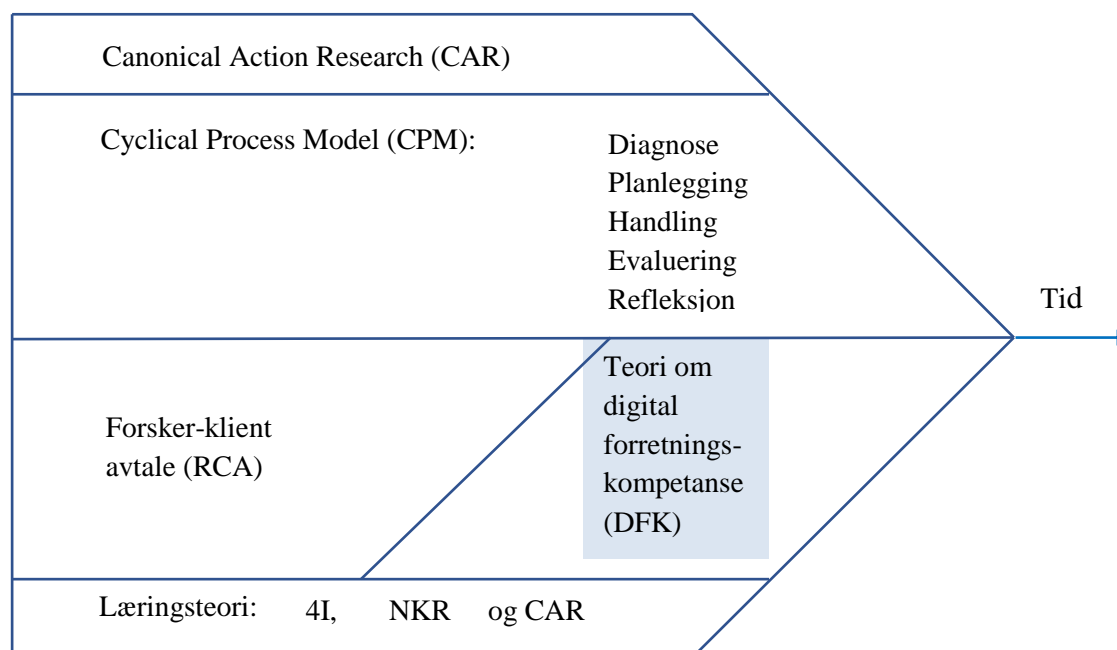 Canonical Action Research (CAR)
Cyclical Process Model (CPM):
Diagnose
Planlegging
Handling
Evaluering
Refleksjon
Tid
Forsker-klient
avtale (RCA)
Teori om
digital
forretnings-
kompetanse
(DFK)
Læringsteori: 4I, NKR og CAR